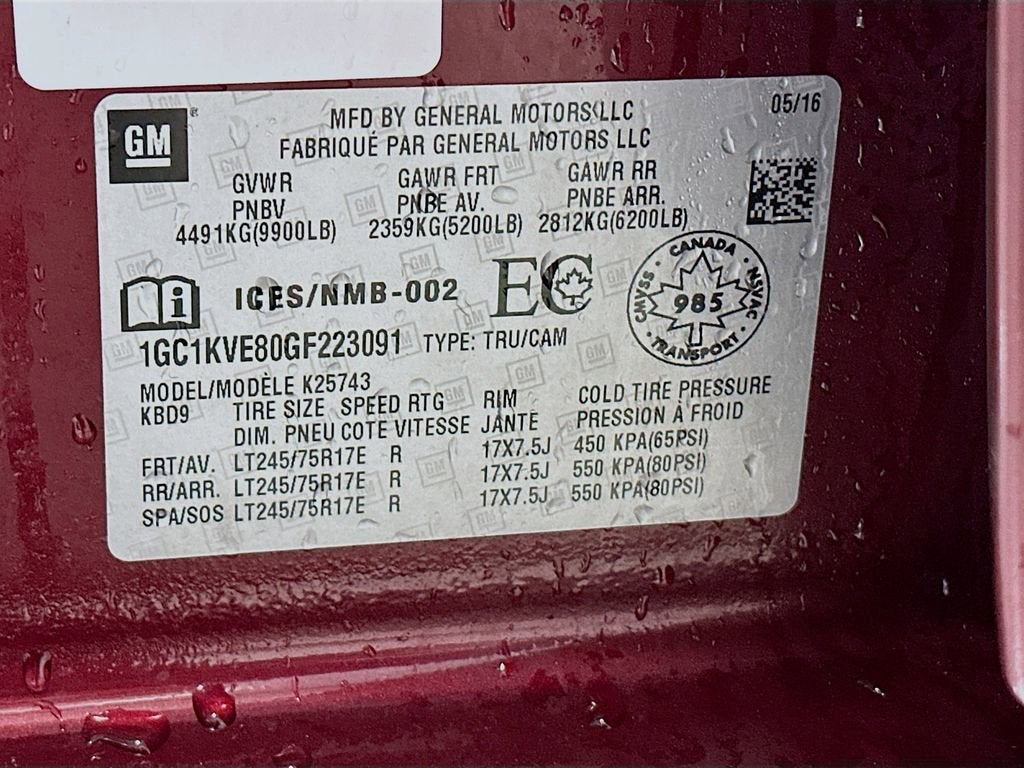 GM
MFD BY GENERAL MOTORS LLC
05/16
FABRIQUÉ PAR GENERAL MOTORS LLC
GVWR GAWR FRT GAWR RR
PNBV PNBE AV. PNBE ARR.
4491KG(9900LB) 2359KG(5200LB) 2812KG(6200LB)
i ICES/NMB-002 EC
CANADA
CMVSS 985 NSVAC
TRANSPORT
1GC1KVE80GF223091 TYPE: TRU/CAM
MODEL/MODÈLE K25743
KBD9 TIRE SIZE SPEED RTG RIM COLD TIRE PRESSURE
DIM. PNEU COTE VITESSE JANTE PRESSION À FROID
FRT/AV. LT245/75R17E R 17X7.5J 450 KPA(65PSI)
RR/ARR. LT245/75R17E R 17X7.5J 550 KPA(80PSI)
SPA/SOS LT245/75R17E R 17X7.5J 550 KPA(80PSI)